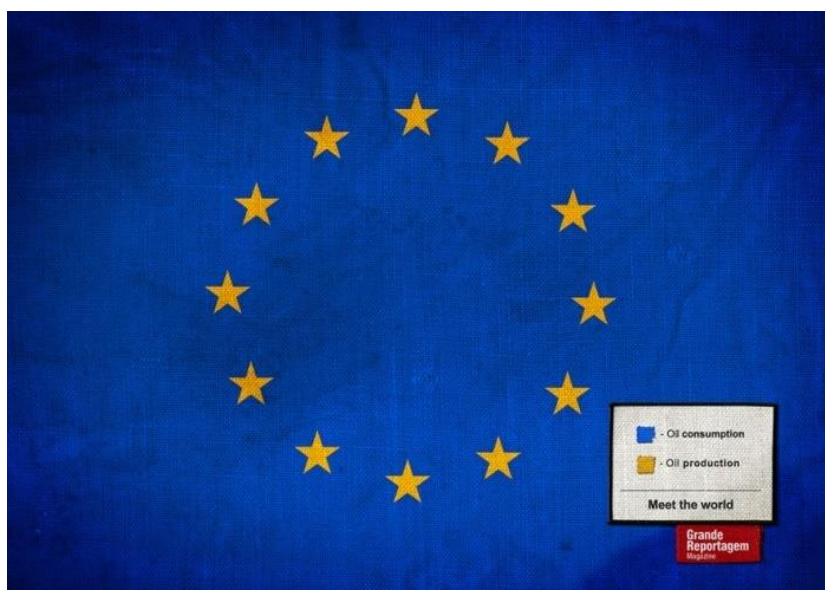 - Oil consumption
- Oil production
Meet the world
Grande
Reportagem
Magazine